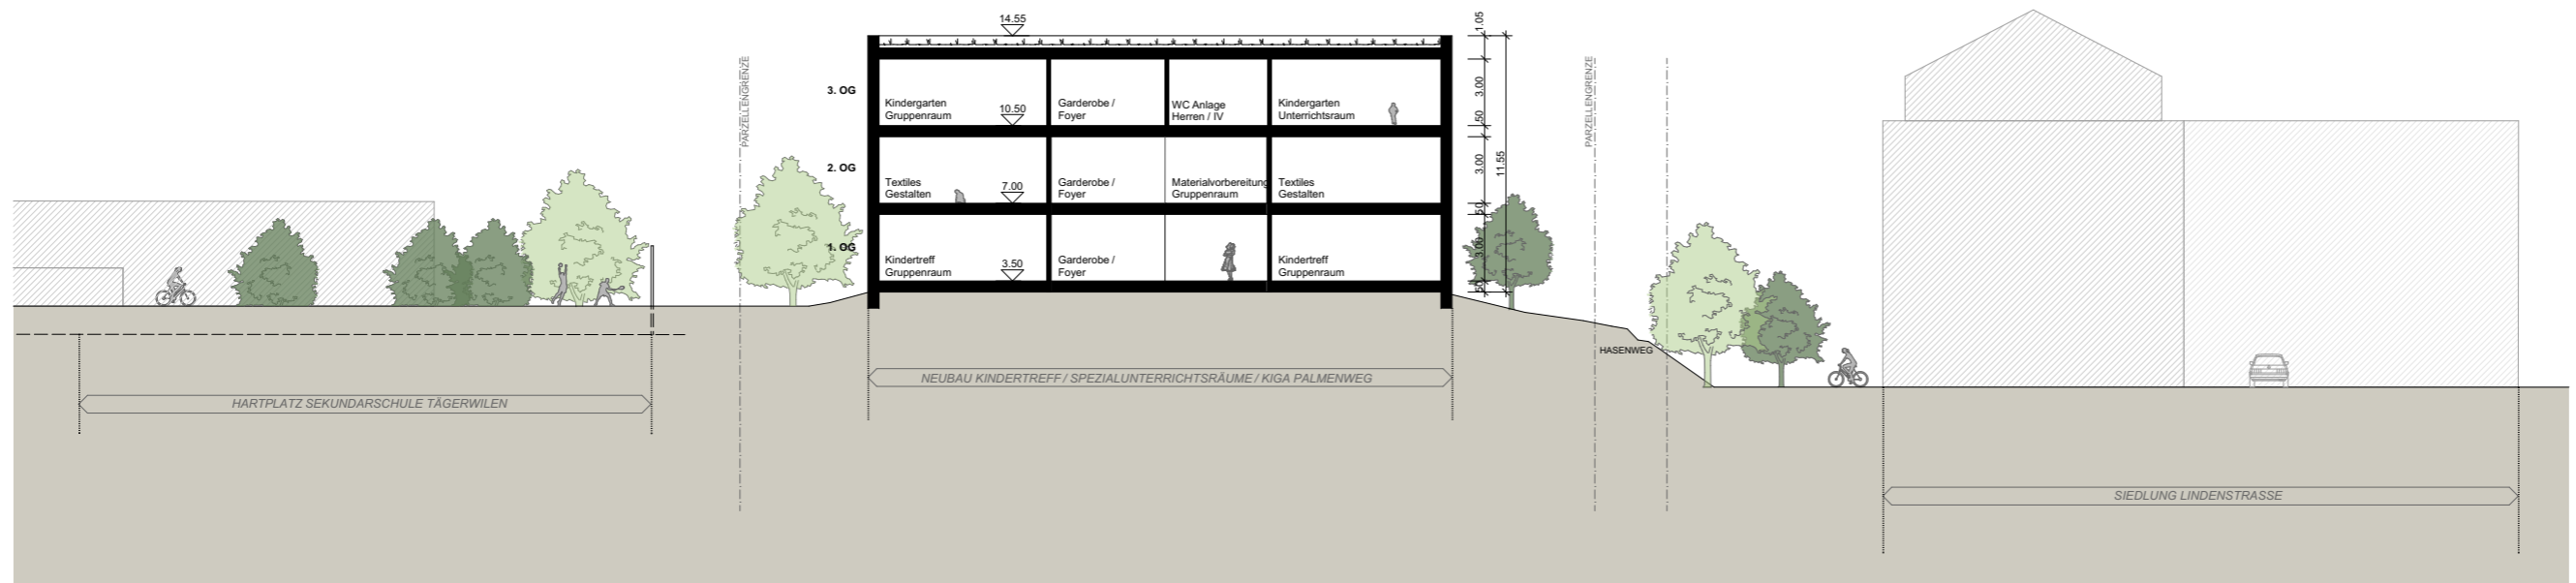 14.55
PARZELLENGRENZE
3. OG
Kindergarten
Gruppenraum
10.50
Garderobe /
Foyer
WC Anlage
Herren / IV
Kindergarten
Unterrichtsraum
2. OG
Textiles
Gestalten
7.00
Garderobe /
Foyer
Materialvorbereitung
Gruppenraum
Textiles
Gestalten
1. OG
Kindertreff
Gruppenraum
3.50
Garderobe /
Foyer
Kindertreff
Gruppenraum
1.05
3.00
50
3.00
50
3.00
50
11.55
PARZELLENGRENZE
HASENWEG
NEUBAU KINDERTREFF / SPEZIALUNTERRICHTSRÄUME / KIGA PALMENWEG
HARTPLATZ SEKUNDARSCHULE TÄGERWILEN
SIEDLUNG LINDENSTRASSE